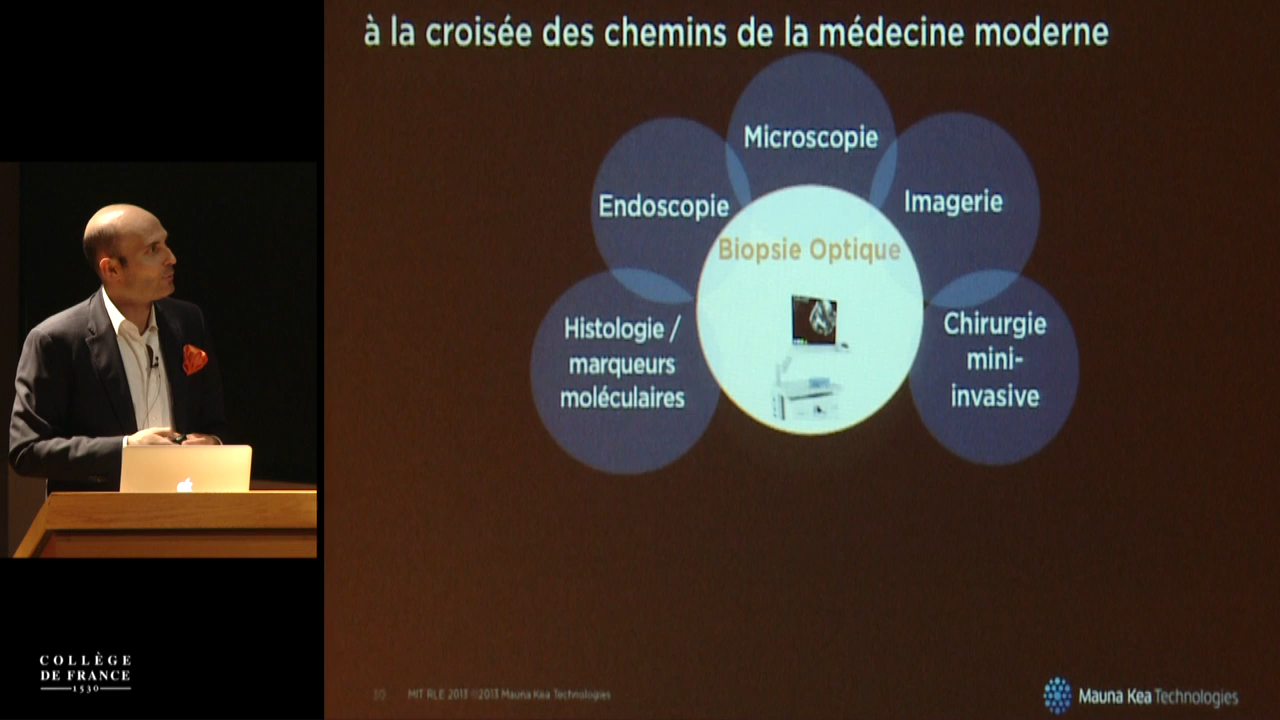 à la croisée des chemins de la médecine moderne
Microscopie
Endoscopie
Imagerie
Biopsie Optique
Histologie /
marqueurs
moléculaires
Chirurgie
mini-
invasive
COLLÈGE
DE FRANCE
1530
MIT RLE 2013 ©2013 Mauna Kea Technologies
Mauna Kea Technologies